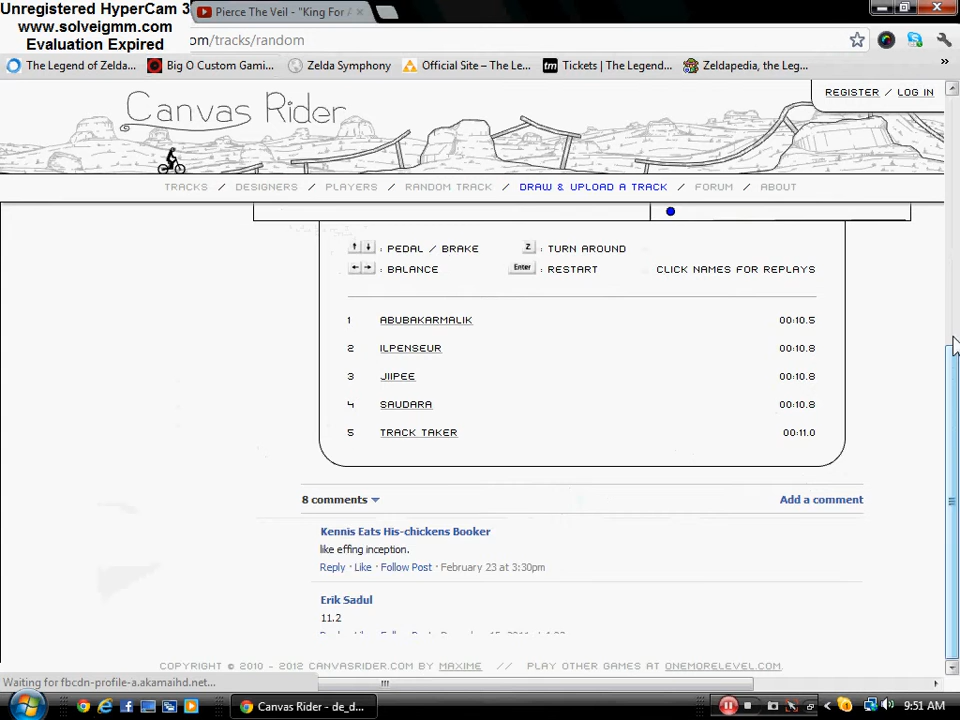 Unregistered HyperCam 3
www.solveigmm.com
Evaluation Expired
Pierce The Veil - "King For A
om/tracks/random
The Legend of Zelda...
Big O Custom Gami...
Zelda Symphony
Official Site – The Le...
tm Tickets | The Legend...
Zeldapedia, the Leg...
»
Canvas Rider
REGISTER / LOG IN
TRACKS / DESIGNERS / PLAYERS / RANDOM TRACK / DRAW & UPLOAD A TRACK / FORUM / ABOUT
: PEDAL / BRAKE
Z : TURN AROUND
: BALANCE
Enter : RESTART
CLICK NAMES FOR REPLAYS
1 ABUBAKARMALIK 00:10.5
2 ILPENSEUR 00:10.8
3 JIIPEE 00:10.8
4 SAUDARA 00:10.8
5 TRACK TAKER 00:11.0
8 comments
Add a comment
Kennis Eats His-chickens Booker
like effing inception.
Reply · Like · Follow Post · February 23 at 3:30pm
Erik Sadul
11.2
COPYRIGHT © 2010 - 2012 CANVASRIDER.COM BY MAXIME // PLAY OTHER GAMES AT ONEMORELEVEL.COM.
Waiting for fbcdn-profile-a.akamaihd.net...
Canvas Rider - de_d...
9:51 AM